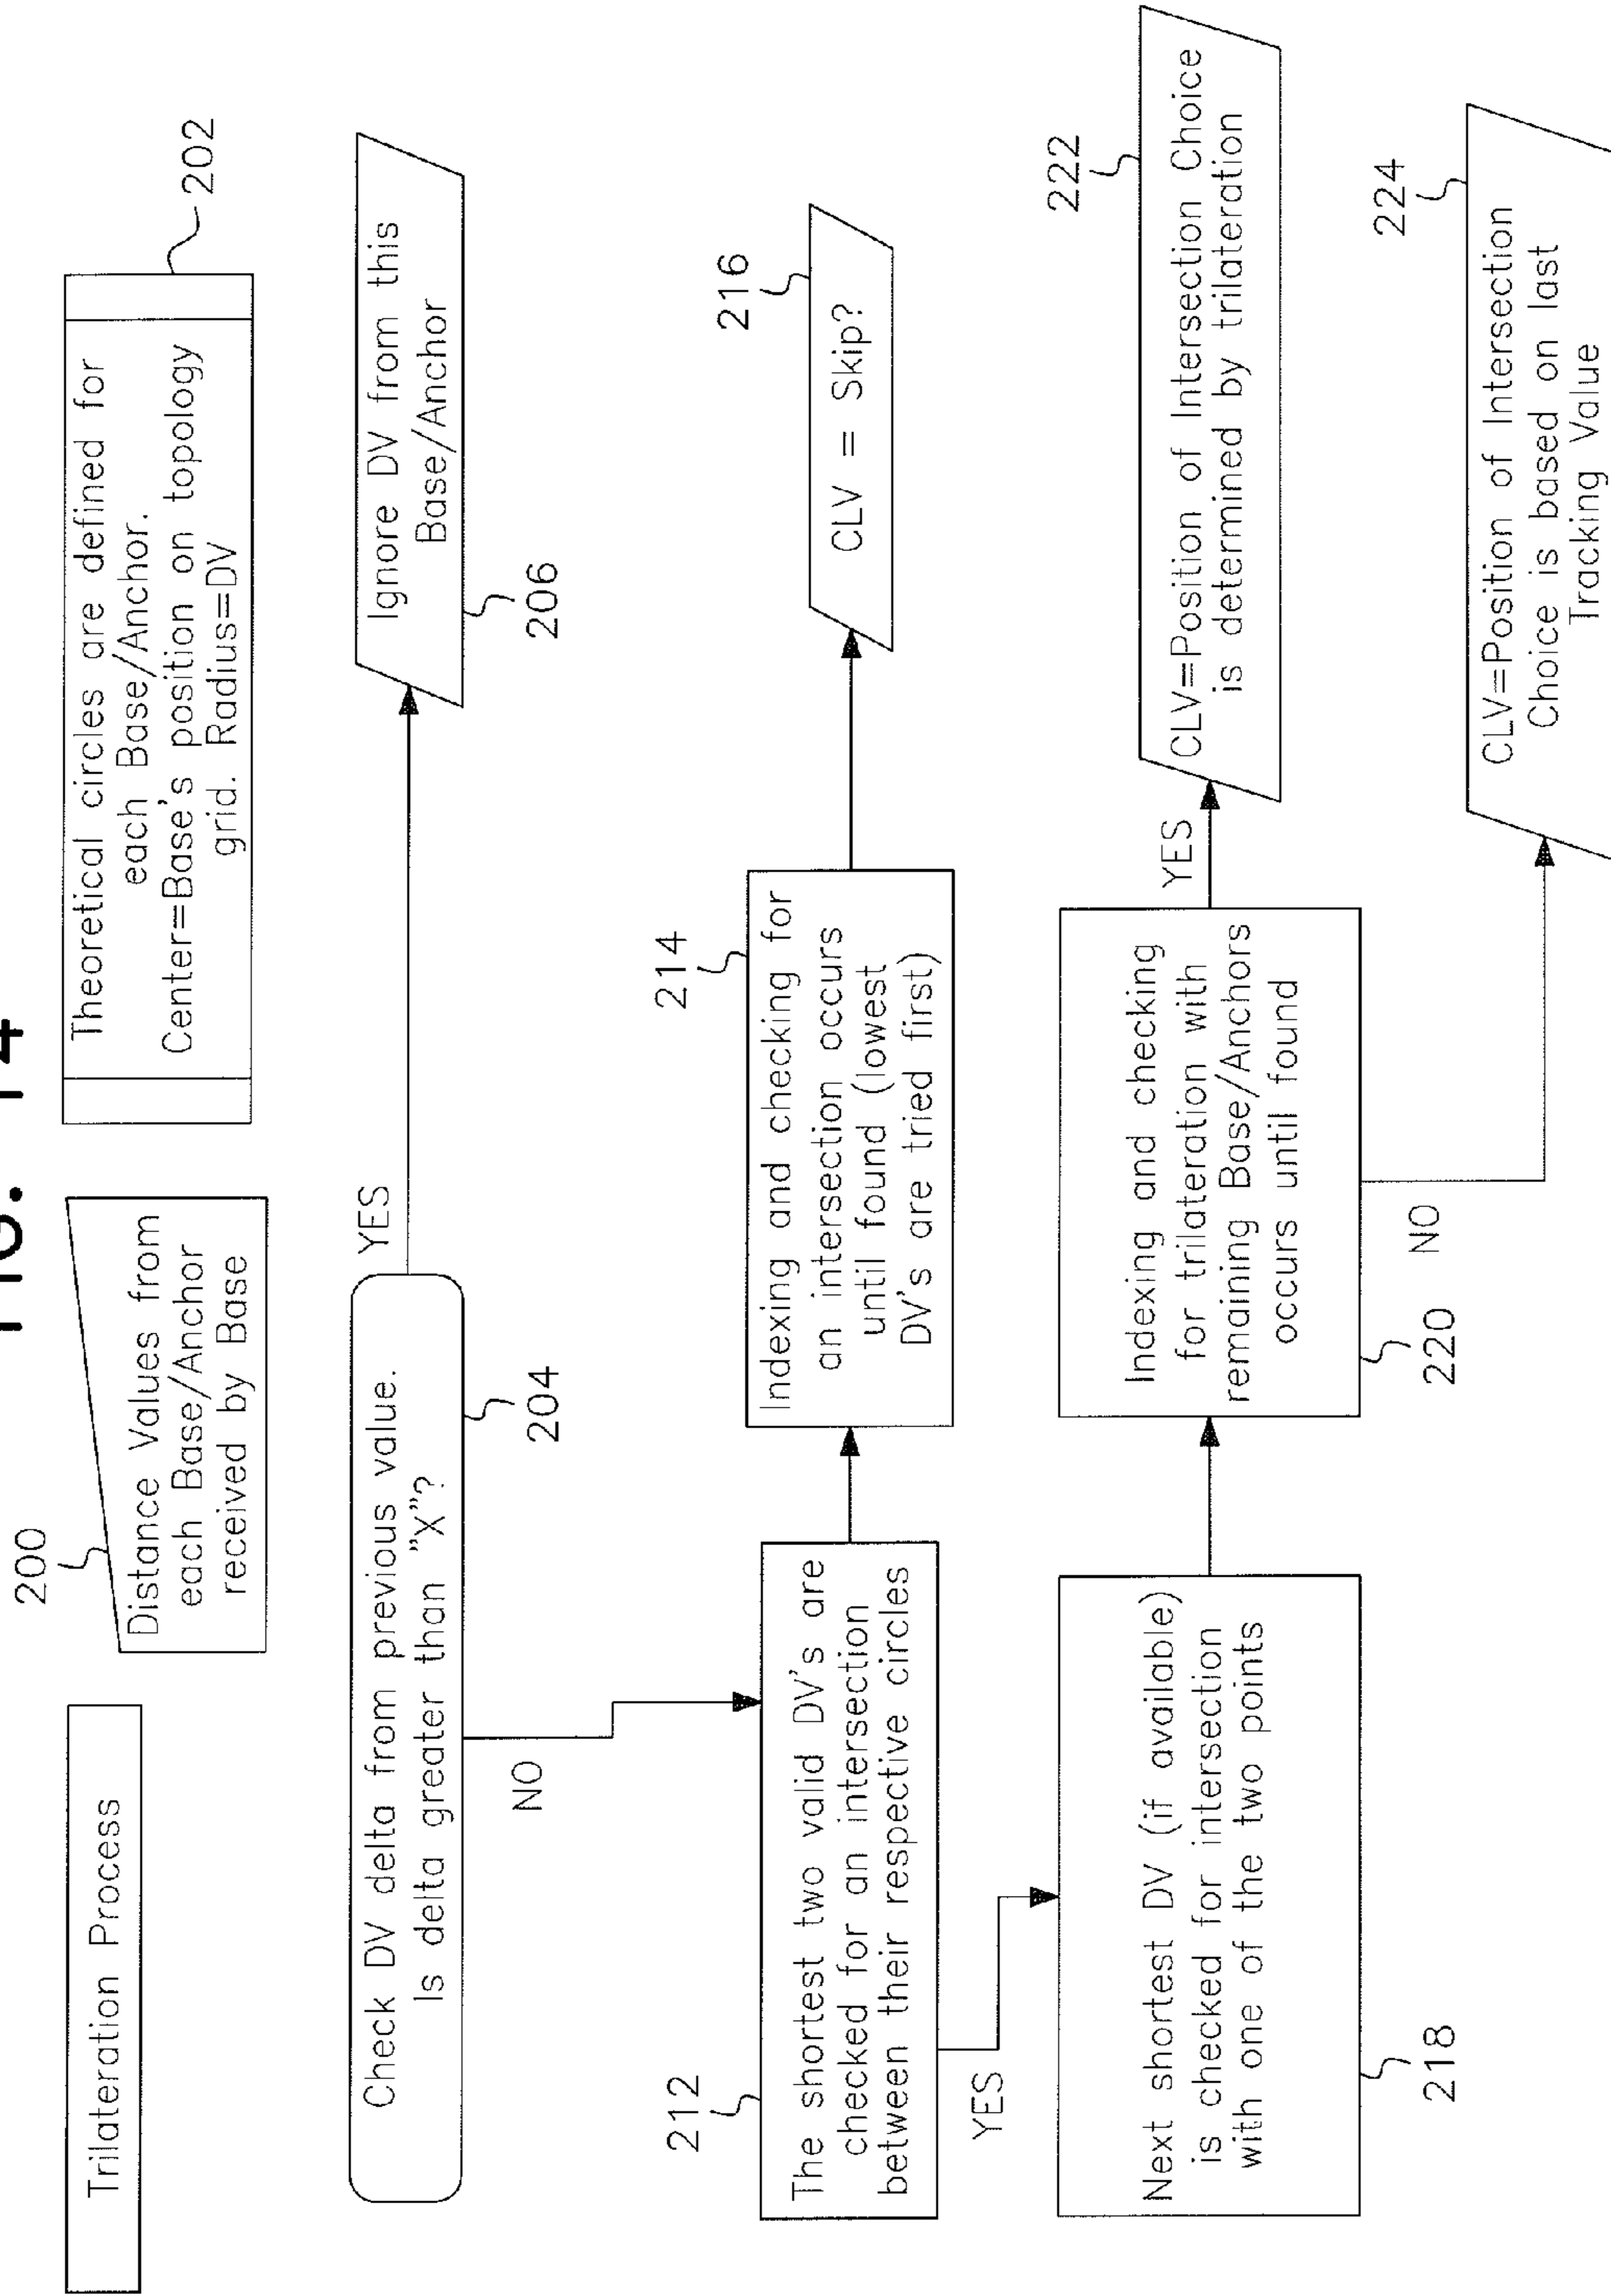 FIG. 14
Trilateration Process
200
Distance Values from
each Base/Anchor
received by Base
Theoretical circles are defined for
each Base/Anchor.
Center=Base's position on topology
grid. Radius=DV
202
Check DV delta from previous value.
Is delta greater than "X"?
204
YES
NO
Ignore DV from this
Base/Anchor
206
212
The shortest two valid DV's are
checked for an intersection
between their respective circles
YES
214
Indexing and checking for
an intersection occurs
until found (lowest
DV's are tried first)
216
CLV = Skip?
Next shortest DV (if available)
is checked for intersection
with one of the two points
218
Indexing and checking
for trilateration with
remaining Base/Anchors
occurs until found
220
YES
NO
222
CLV=Position of Intersection Choice
is determined by trilateration
224
CLV=Position of Intersection
Choice is based on last
Tracking Value